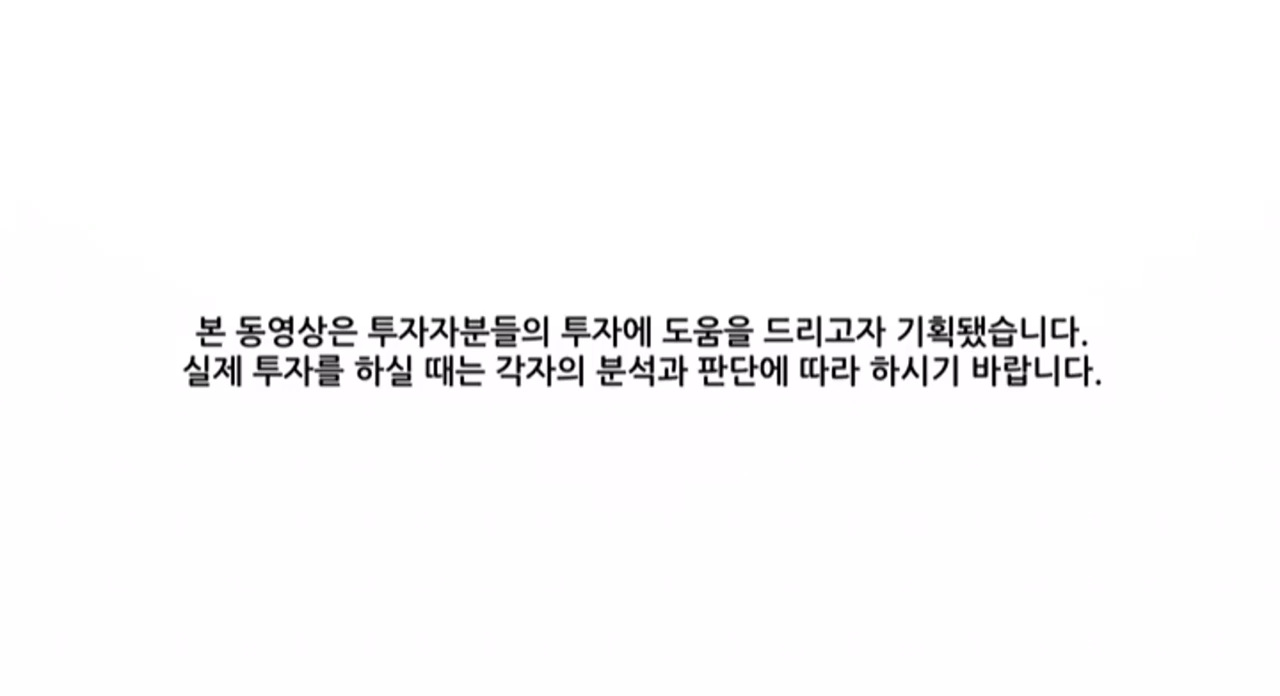 본 동영상은 투자자분들의 투자에 도움을 드리고자 기획됐습니다.
실제 투자를 하실 때는 각자의 분석과 판단에 따라 하시기 바랍니다.